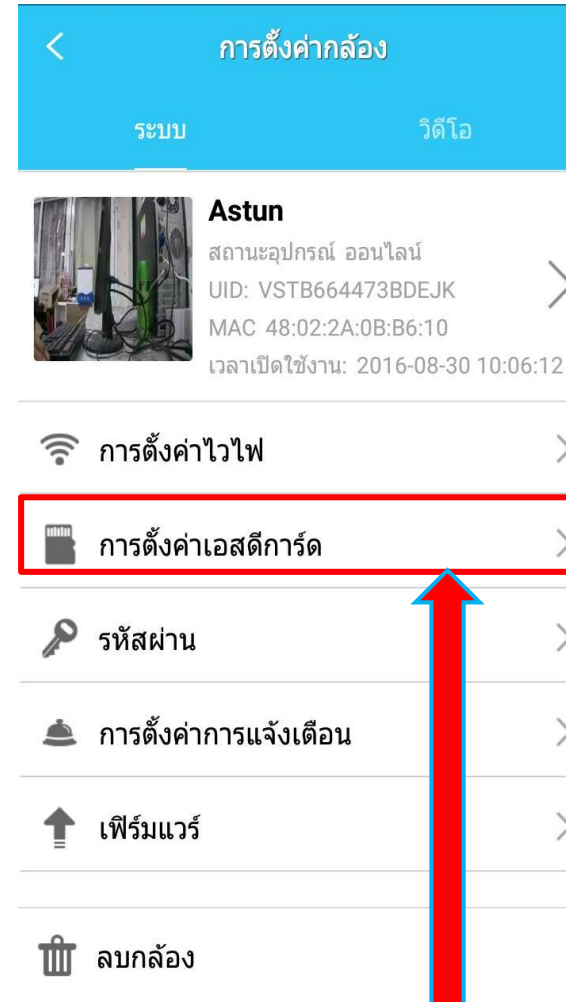 การตั้งค่ากล้อง
ระบบ วิดีโอ
Astun
สถานะอุปกรณ์ ออนไลน์
UID: VSTB664473BDEJK
MAC 48:02:2A:0B:B6:10
เวลาเปิดใช้งาน: 2016-08-30 10:06:12
การตั้งค่าไวไฟ
การตั้งค่าเอสดีการ์ด
รหัสผ่าน
การตั้งค่าการแจ้งเตือน
เฟิร์มแวร์
ลบกล้อง